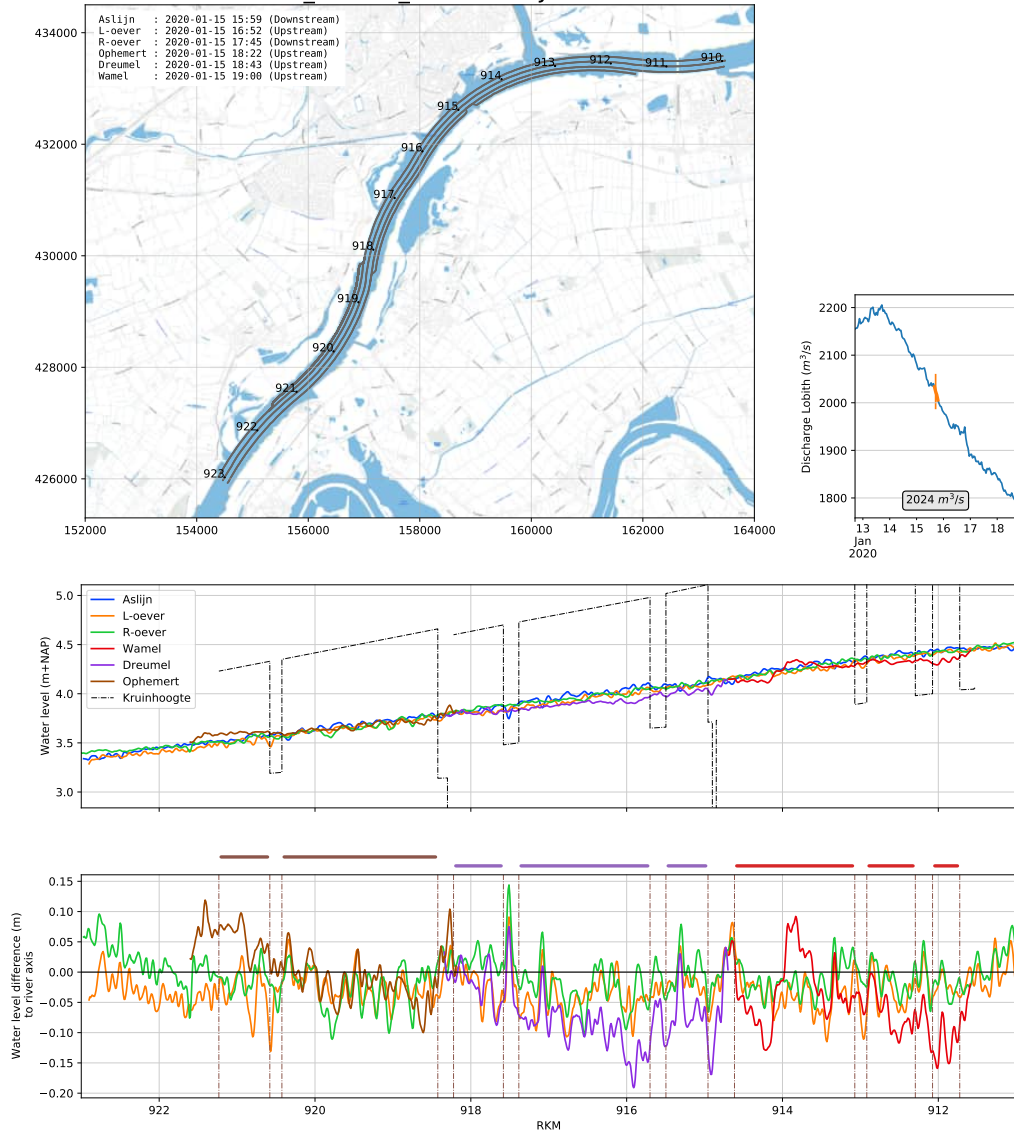 Aslijn : 2020-01-15 15:59 (Downstream)
L-oever : 2020-01-15 16:52 (Upstream)
R-oever : 2020-01-15 17:45 (Downstream)
Ophemert : 2020-01-15 18:22 (Upstream)
Dreumel : 2020-01-15 18:43 (Upstream)
Wamel : 2020-01-15 19:00 (Upstream)
434000
432000
430000
428000
426000
152000 154000 156000 158000 160000 162000 164000
910
911
912
913
914
915
916
917
918
919
920
921
922
923
Discharge Lobith (m³/s)
2200
2100
2000
1900
1800
2024 m³/s
13 14 15 16 17 18
Jan
2020
Water level (m+NAP)
5.0
4.5
4.0
3.5
3.0
Aslijn
L-oever
R-oever
Wamel
Dreumel
Ophemert
Kruinhoogte
Water level difference (m)
to river axis
0.15
0.10
0.05
0.00
−0.05
−0.10
−0.15
−0.20
922 920 918 916 914 912
RKM